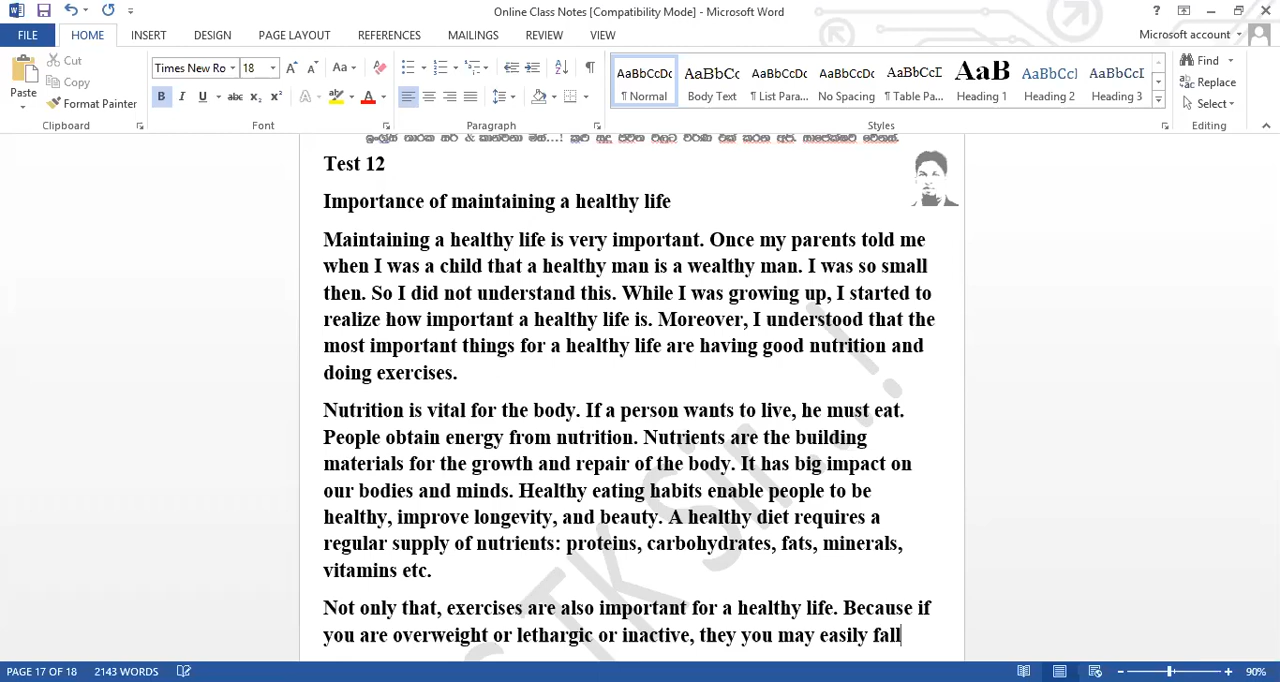 Online Class Notes [Compatibility Mode] - Microsoft Word
FILE HOME INSERT DESIGN PAGE LAYOUT REFERENCES MAILINGS REVIEW VIEW Microsoft account
Paste Cut Copy Format Painter
Clipboard
Times New Ro 18
Font
Paragraph
AaBbCcDc AaBbCc AaBbCcDc AaBbCcDc AaBbCcI AaB AaBbCcI AaBbCcL
¶ Normal Body Text ¶ List Para... No Spacing ¶ Table Pa... Heading 1 Heading 2 Heading 3
Styles
Find Replace Select
Editing
Test 12
Importance of maintaining a healthy life
Maintaining a healthy life is very important. Once my parents told me
when I was a child that a healthy man is a wealthy man. I was so small
then. So I did not understand this. While I was growing up, I started to
realize how important a healthy life is. Moreover, I understood that the
most important things for a healthy life are having good nutrition and
doing exercises.
Nutrition is vital for the body. If a person wants to live, he must eat.
People obtain energy from nutrition. Nutrients are the building
materials for the growth and repair of the body. It has big impact on
our bodies and minds. Healthy eating habits enable people to be
healthy, improve longevity, and beauty. A healthy diet requires a
regular supply of nutrients: proteins, carbohydrates, fats, minerals,
vitamins etc.
Not only that, exercises are also important for a healthy life. Because if
you are overweight or lethargic or inactive, they you may easily fall
TK Sir...!
PAGE 17 OF 18 2143 WORDS 90%